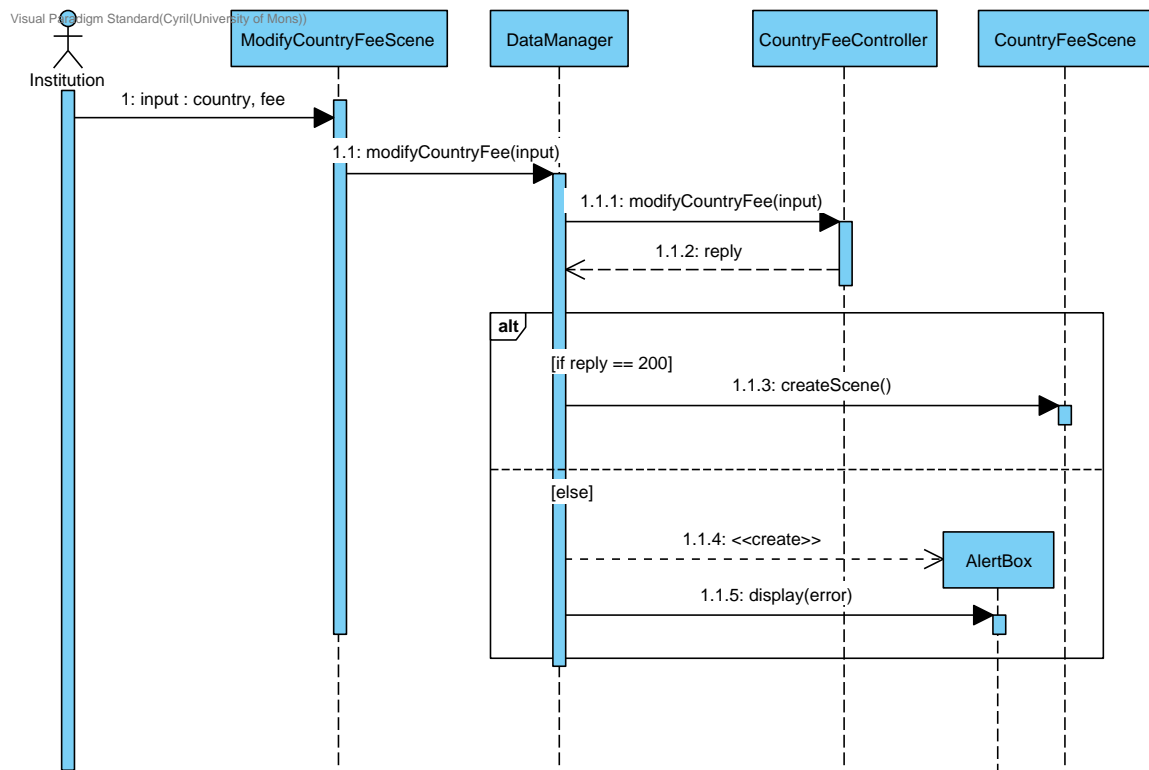 Visual Paradigm Standard(Cyril(University of Mons))
Institution
ModifyCountryFeeScene
DataManager
CountryFeeController
CountryFeeScene
1: input : country, fee
1.1: modifyCountryFee(input)
1.1.1: modifyCountryFee(input)
1.1.2: reply
alt
[if reply == 200]
1.1.3: createScene()
[else]
1.1.4: <<create>>
AlertBox
1.1.5: display(error)